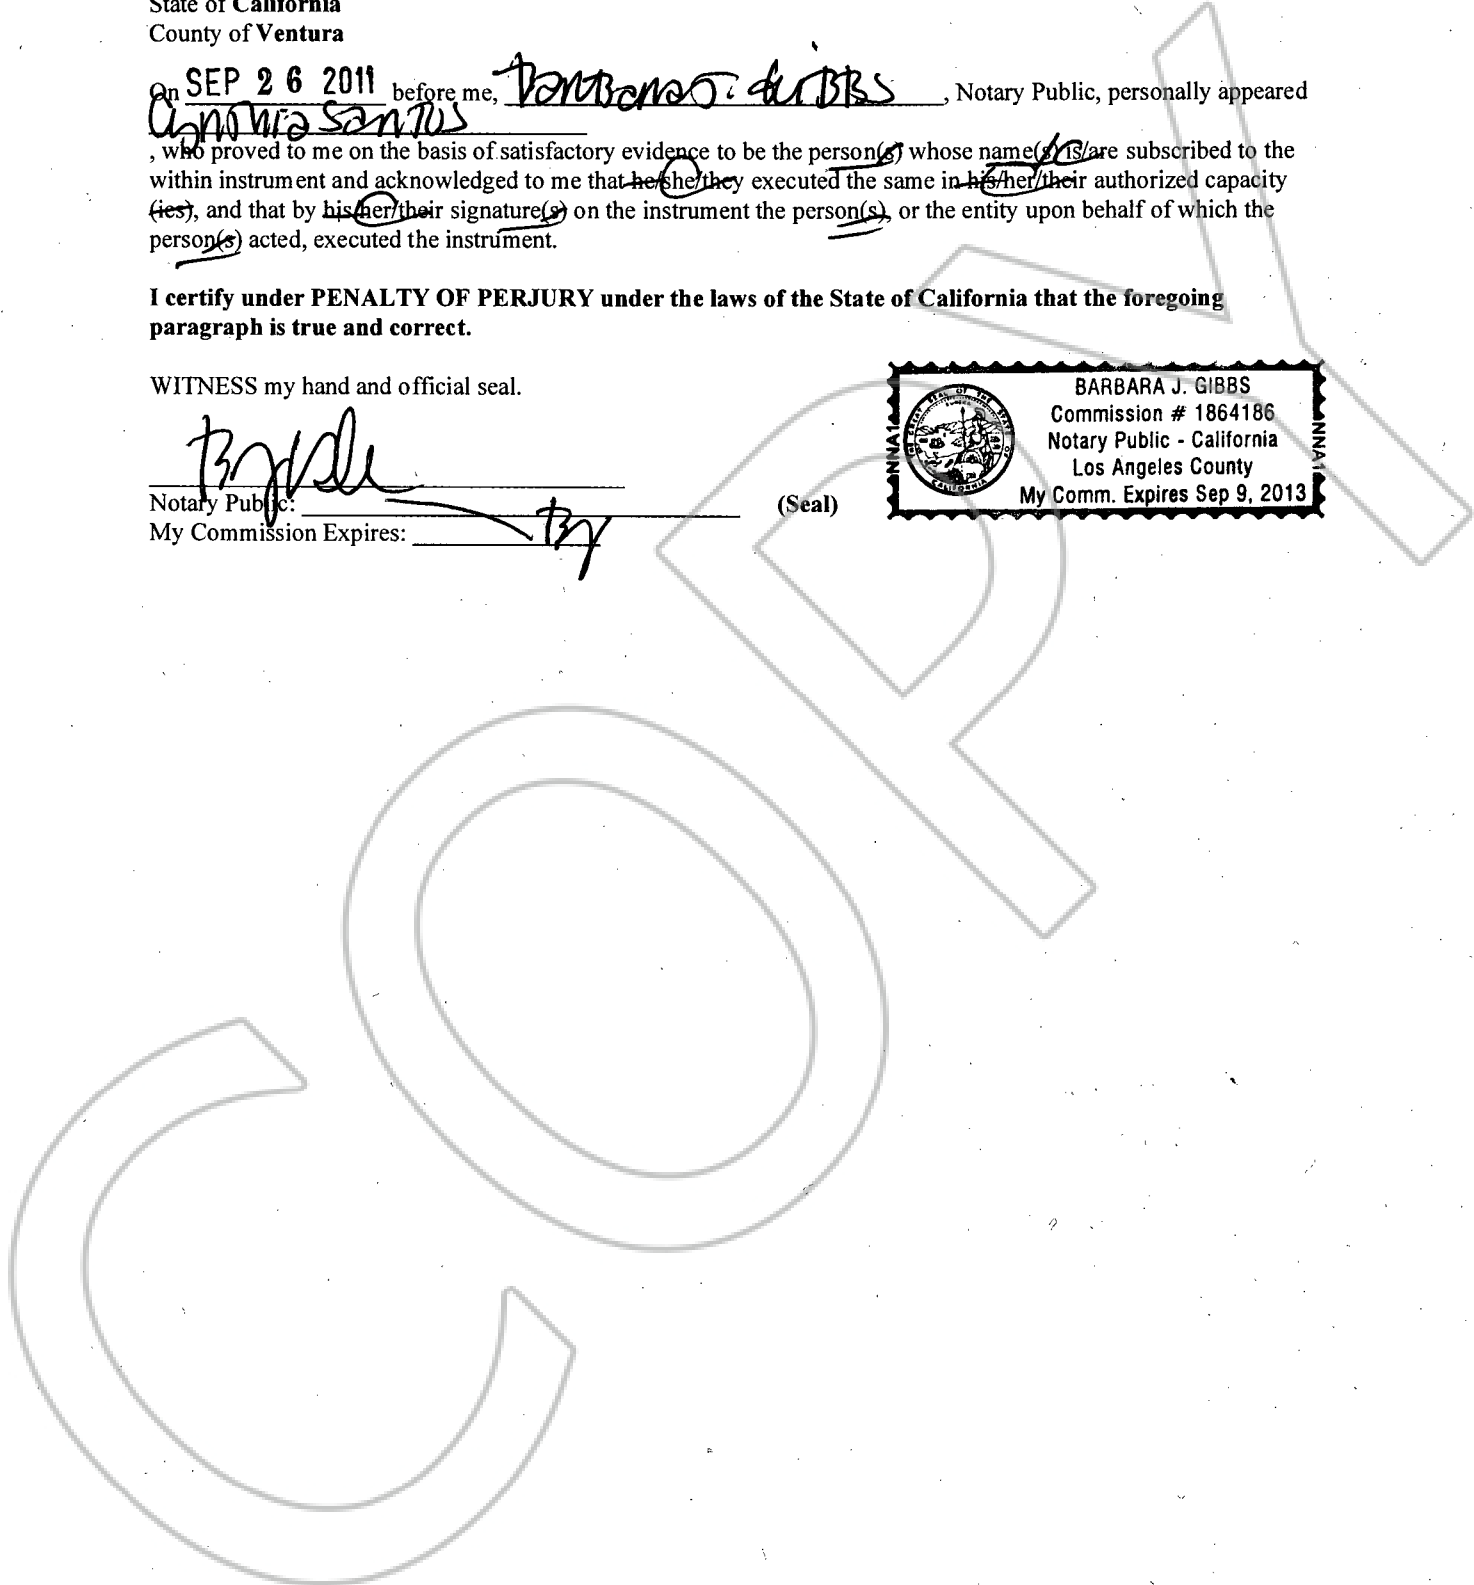 State of California
County of Ventura
On SEP 26 2011 before me, Barbara J. Gibbs, Notary Public, personally appeared
Cynthia Santos
, who proved to me on the basis of satisfactory evidence to be the person(s) whose name(s) is/are subscribed to the
within instrument and acknowledged to me that he/she/they executed the same in his/her/their authorized capacity
(ies), and that by his/her/their signature(s) on the instrument the person(s), or the entity upon behalf of which the
person(s) acted, executed the instrument.
I certify under PENALTY OF PERJURY under the laws of the State of California that the foregoing
paragraph is true and correct.
WITNESS my hand and official seal.
Notary Public:
My Commission Expires:
(Seal)
BARBARA J. GIBBS
Commission # 1864186
Notary Public - California
Los Angeles County
My Comm. Expires Sep 9, 2013
COPY